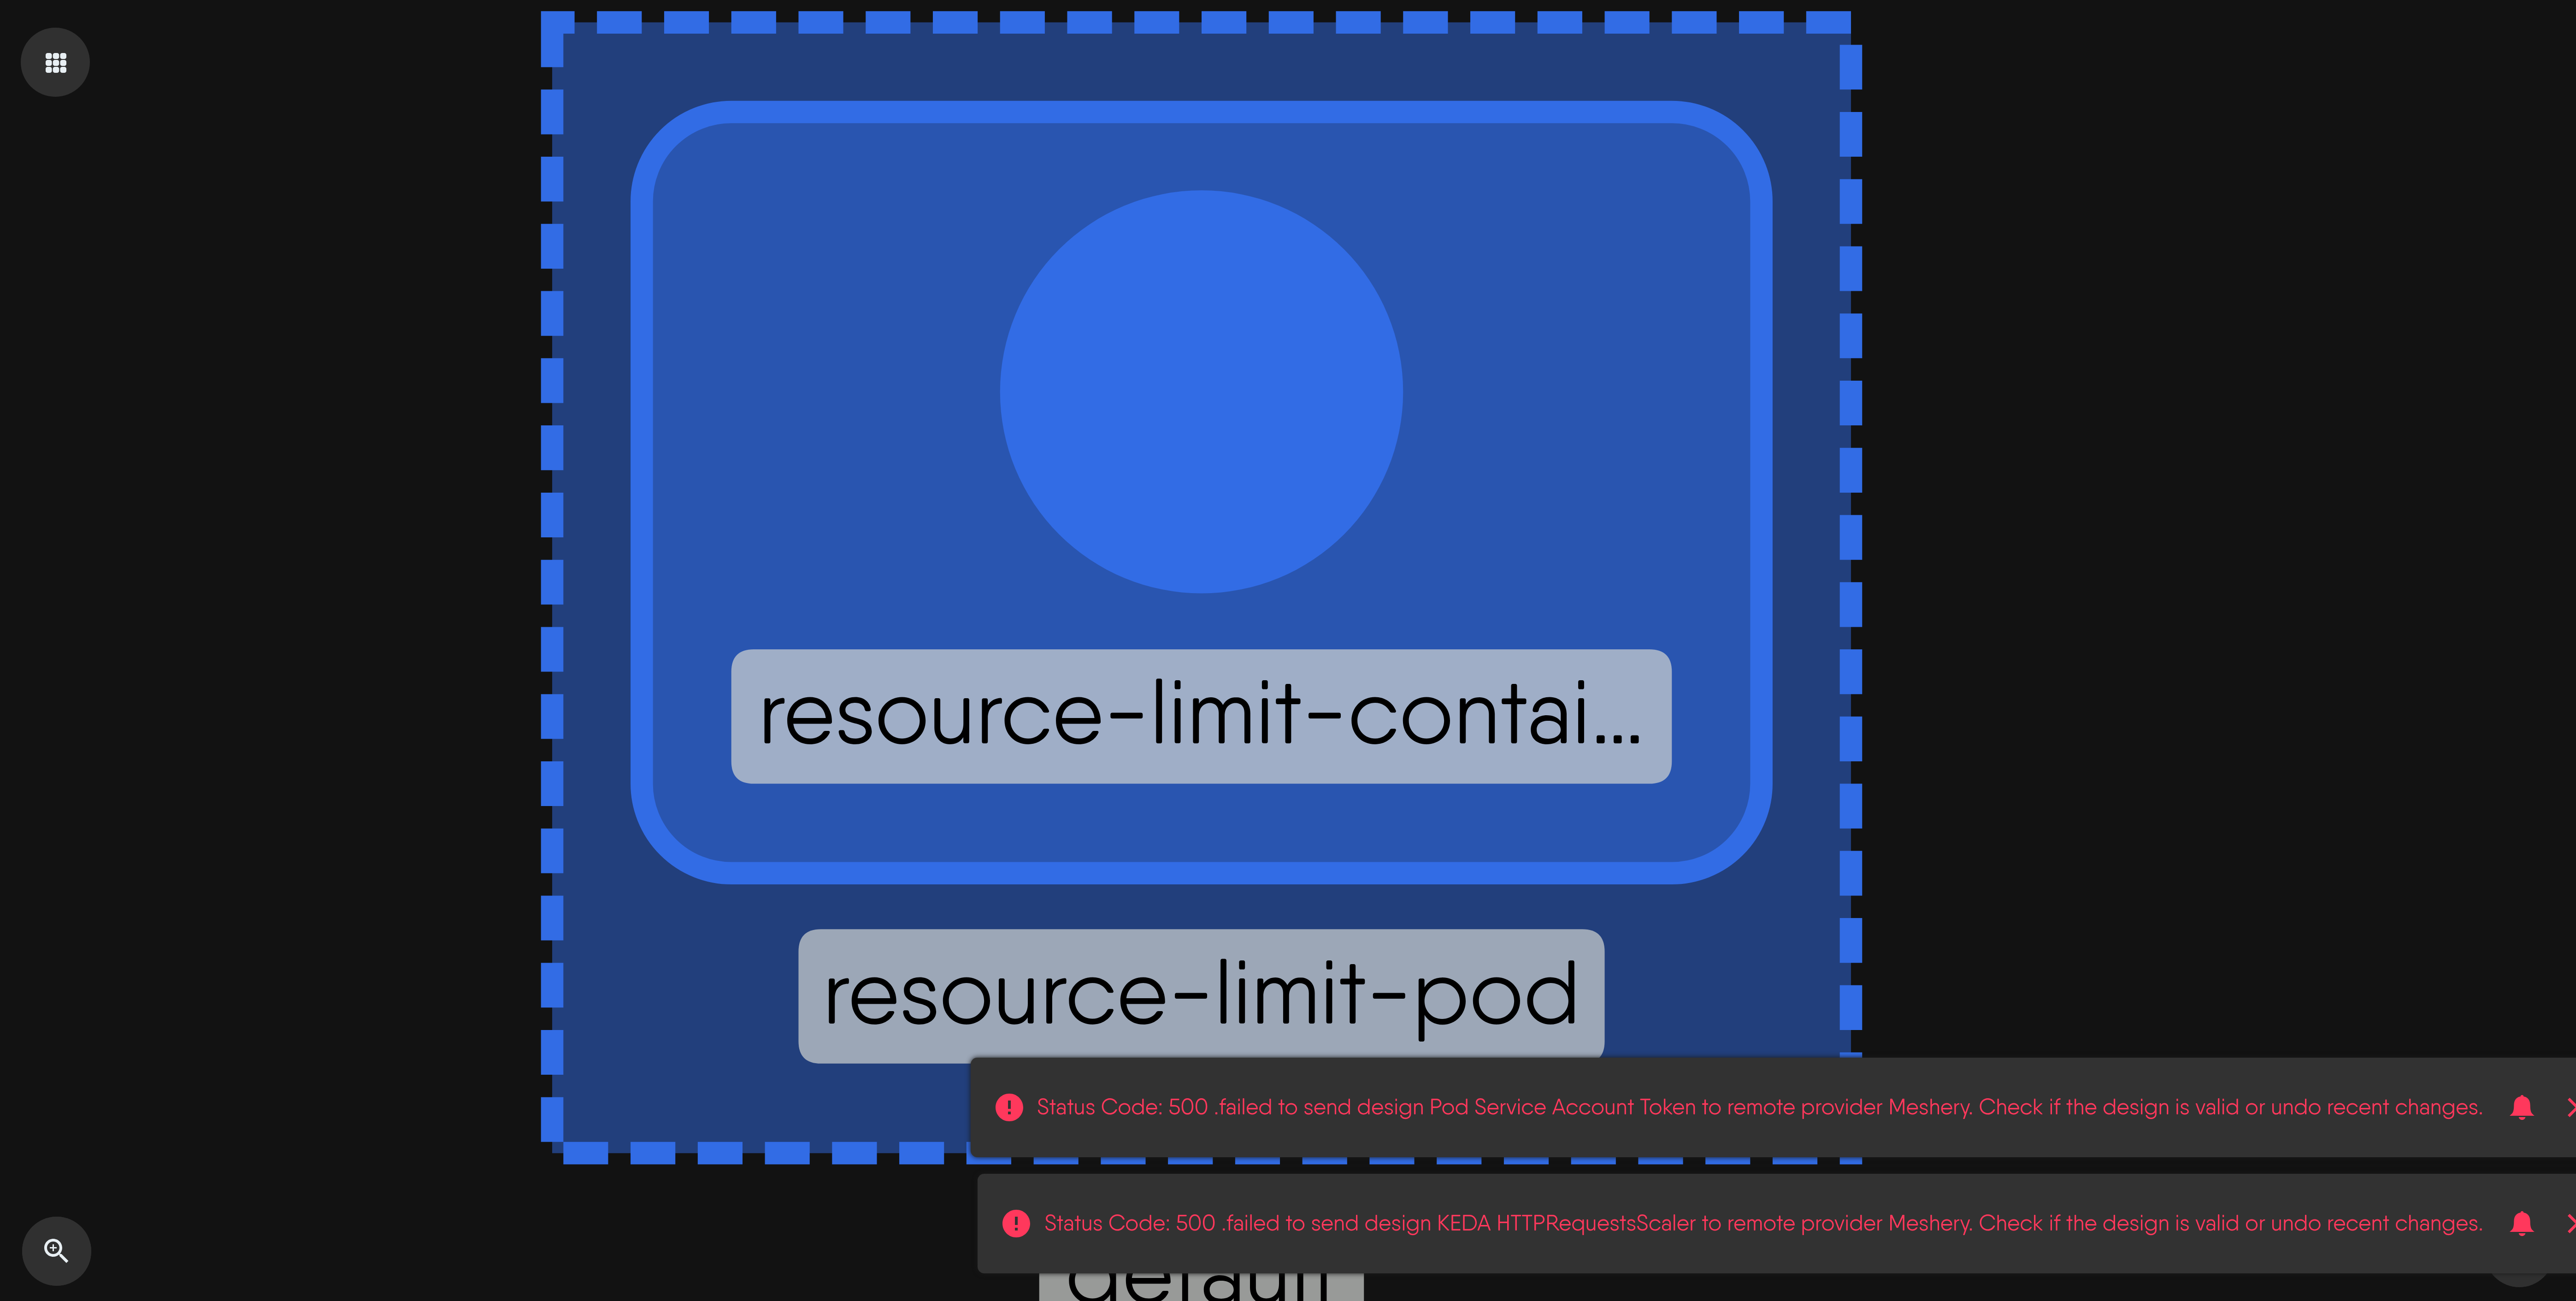 resource-limit-contai...
resource-limit-pod
Status Code: 500 .failed to send design Pod Service Account Token to remote provider Meshery. Check if the design is valid or undo recent changes.
Status Code: 500 .failed to send design KEDA HTTPRequestsScaler to remote provider Meshery. Check if the design is valid or undo recent changes.
default